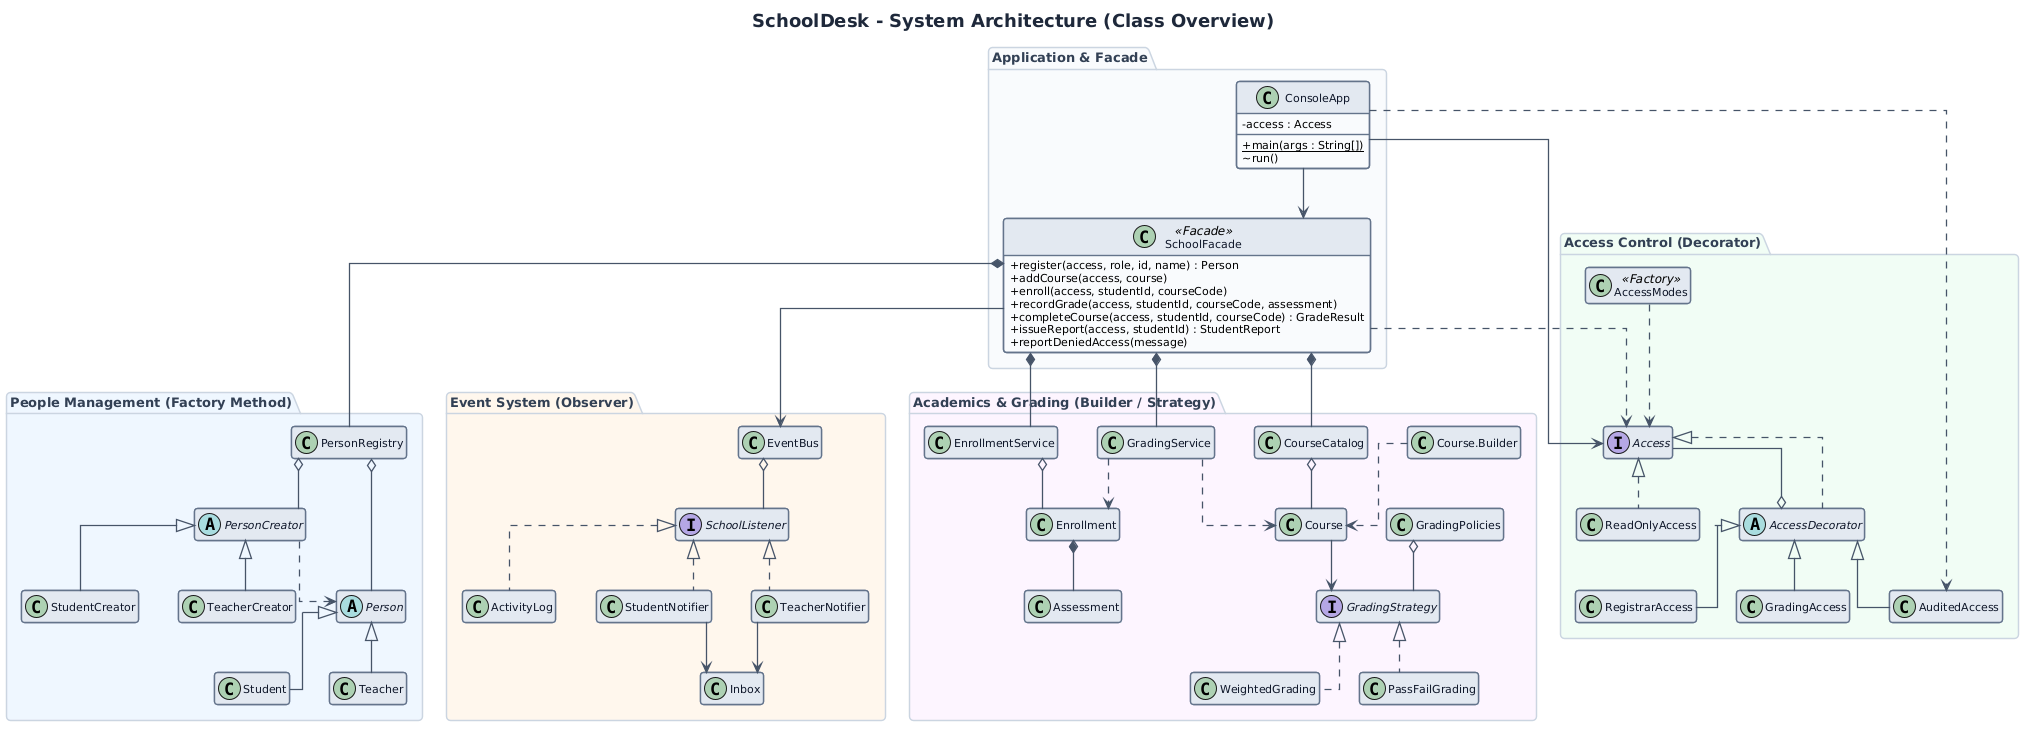 SchoolDesk - System Architecture (Class Overview)
Application & Facade
C ConsoleApp
-access : Access
+main(args : String[])
~run()
C «Facade»
SchoolFacade
+register(access, role, id, name) : Person
+addCourse(access, course)
+enroll(access, studentId, courseCode)
+recordGrade(access, studentId, courseCode, assessment)
+completeCourse(access, studentId, courseCode) : GradeResult
+issueReport(access, studentId) : StudentReport
+reportDeniedAccess(message)
People Management (Factory Method)
C PersonRegistry
A PersonCreator
C StudentCreator
C TeacherCreator
A Person
C Student
C Teacher
Event System (Observer)
C EventBus
I SchoolListener
C ActivityLog
C StudentNotifier
C TeacherNotifier
C Inbox
Academics & Grading (Builder / Strategy)
C EnrollmentService
C GradingService
C CourseCatalog
C Course.Builder
C Enrollment
C Course
C GradingPolicies
C Assessment
I GradingStrategy
C WeightedGrading
C PassFailGrading
Access Control (Decorator)
C «Factory»
AccessModes
I Access
C ReadOnlyAccess
A AccessDecorator
C RegistrarAccess
C GradingAccess
C AuditedAccess